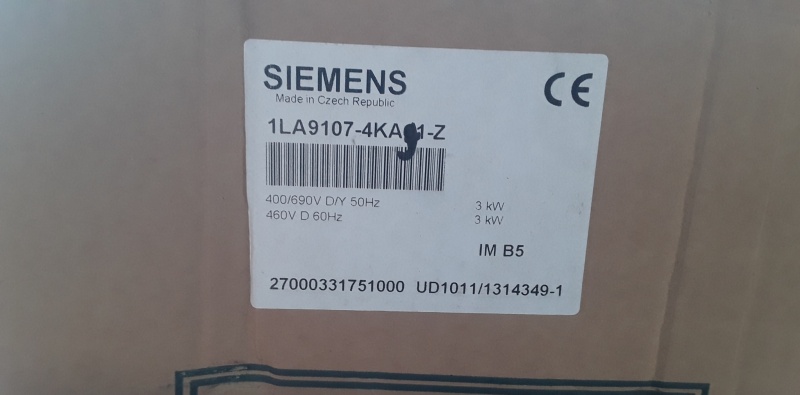 SIEMENS
CE
Made in Czech Republic
400/690V D/Y 50Hz 3 kW
460V D 60Hz 3 kW
IM B5
27000331751000 UD1011/1314349-1